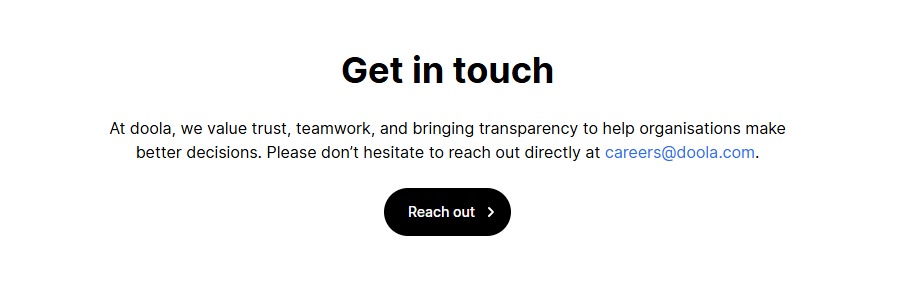 Get in touch
At doola, we value trust, teamwork, and bringing transparency to help organisations make
better decisions. Please don’t hesitate to reach out directly at careers@doola.com.
Reach out